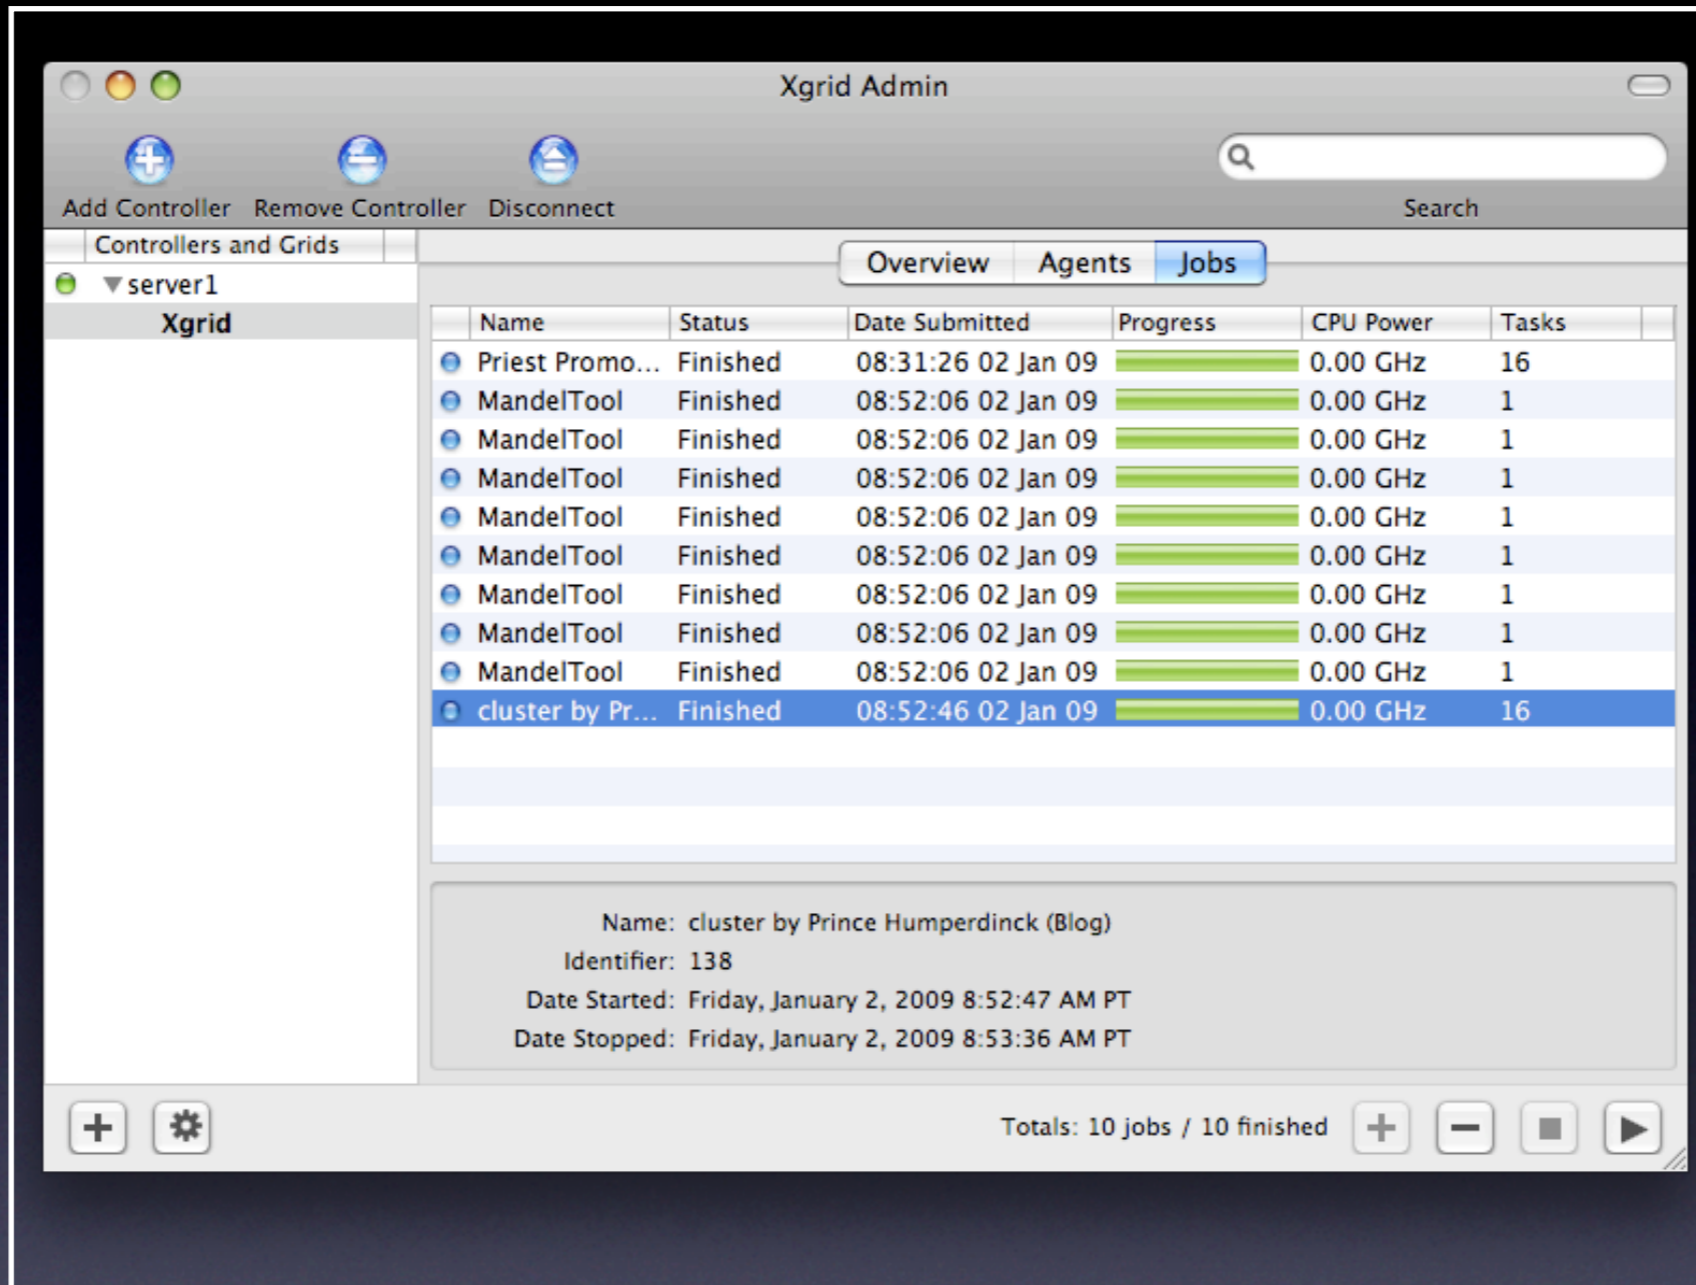 Xgrid Admin
Add Controller Remove Controller Disconnect Search
Controllers and Grids
server1
Xgrid
Overview Agents Jobs
Name Status Date Submitted Progress CPU Power Tasks
Priest Promo... Finished 08:31:26 02 Jan 09 0.00 GHz 16
MandelTool Finished 08:52:06 02 Jan 09 0.00 GHz 1
MandelTool Finished 08:52:06 02 Jan 09 0.00 GHz 1
MandelTool Finished 08:52:06 02 Jan 09 0.00 GHz 1
MandelTool Finished 08:52:06 02 Jan 09 0.00 GHz 1
MandelTool Finished 08:52:06 02 Jan 09 0.00 GHz 1
MandelTool Finished 08:52:06 02 Jan 09 0.00 GHz 1
MandelTool Finished 08:52:06 02 Jan 09 0.00 GHz 1
MandelTool Finished 08:52:06 02 Jan 09 0.00 GHz 1
cluster by Pr... Finished 08:52:46 02 Jan 09 0.00 GHz 16
Name: cluster by Prince Humperdinck (Blog)
Identifier: 138
Date Started: Friday, January 2, 2009 8:52:47 AM PT
Date Stopped: Friday, January 2, 2009 8:53:36 AM PT
Totals: 10 jobs / 10 finished